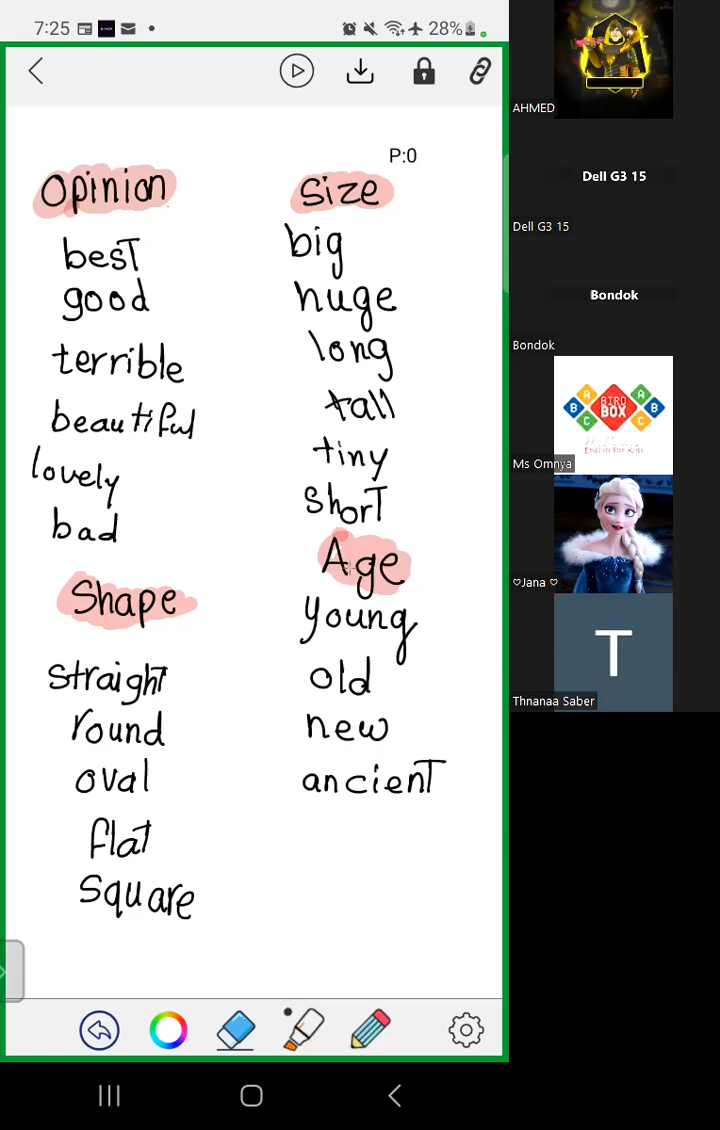 7:25
28%
P:0
Opinion
best
good
terrible
beautiful
lovely
bad
Shape
straight
round
oval
flat
square
Size
big
huge
long
tall
tiny
short
Age
young
old
new
ancient
AHMED
Dell G3 15
Dell G3 15
Bondok
Bondok
A A
B BIRD BOX B
C C
English For Kids
Ms Omnya
♡Jana ♡
T
Thnanaa Saber